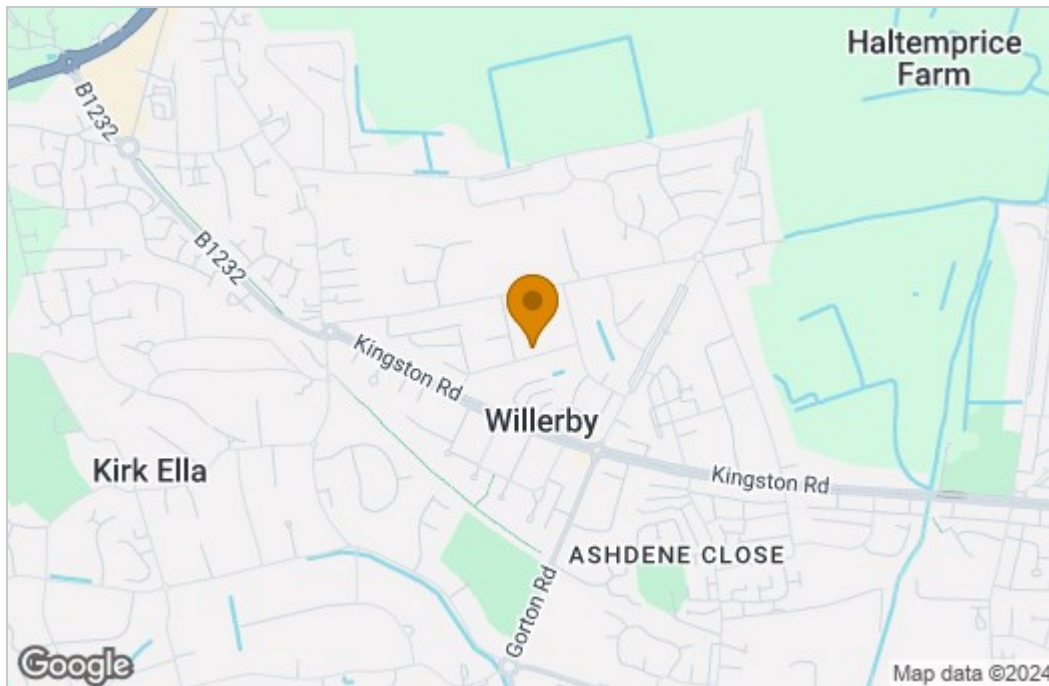 Haltemprice
Farm
B1232
B1232
Kingston Rd
Willerby
Kirk Ella
Kingston Rd
ASHDENE CLOSE
Gorton Rd
Google
Map data ©2024